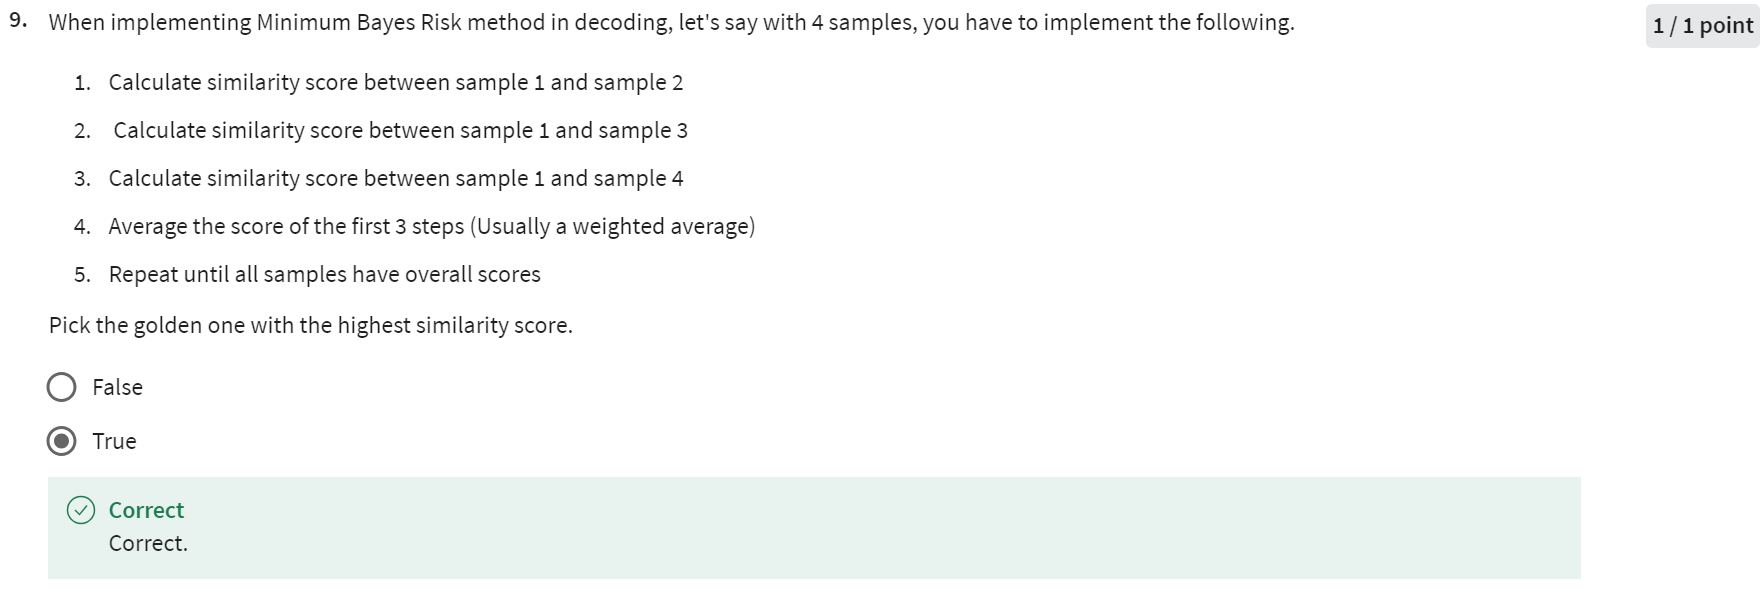 9. When implementing Minimum Bayes Risk method in decoding, let's say with 4 samples, you have to implement the following.
1 / 1 point
1. Calculate similarity score between sample 1 and sample 2
2. Calculate similarity score between sample 1 and sample 3
3. Calculate similarity score between sample 1 and sample 4
4. Average the score of the first 3 steps (Usually a weighted average)
5. Repeat until all samples have overall scores
Pick the golden one with the highest similarity score.
False
True
Correct
Correct.